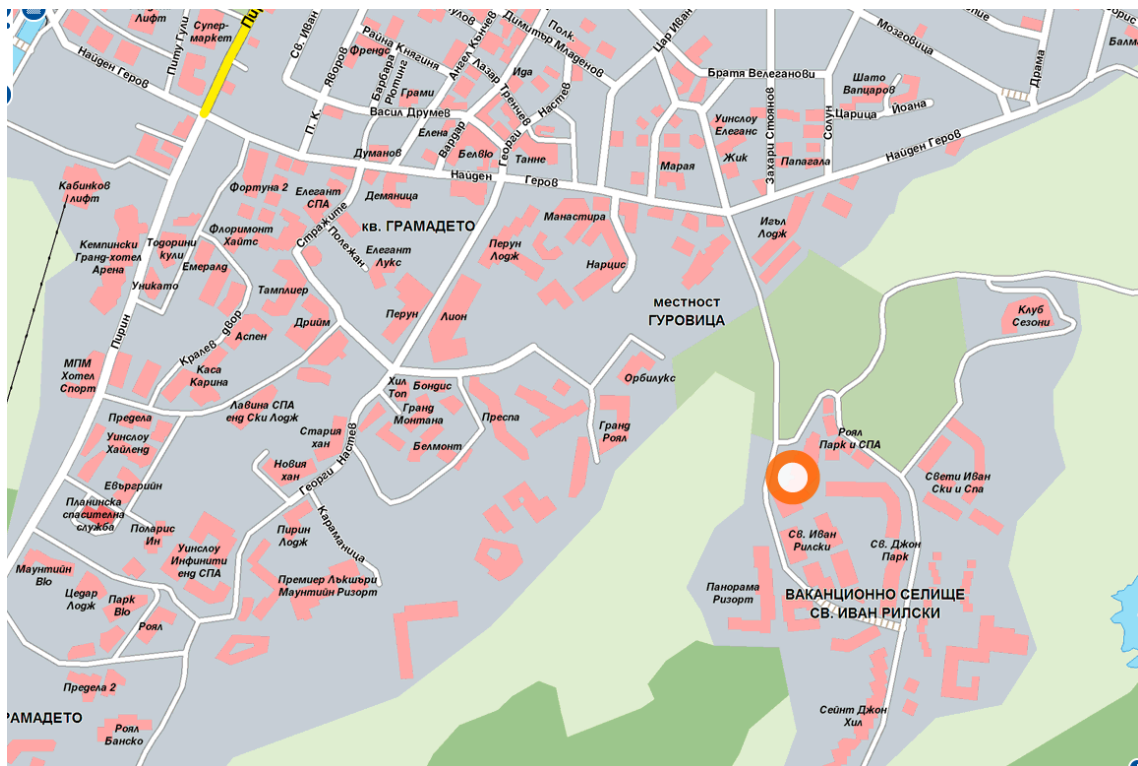 Лифт
Питу Гули
Супер-
маркет
Св. Иван
Яворов
Френдс
Райна Княгиня
Ангел Кънчев
Димитър Младенов
Полк.
Цар Иван
Мозговица
Драма
Найден Геров
П. К.
Барбара
Рюпинг
Грами
Лазар Тренчев
Ида
Настев
Братя Велеганови
Шато
Вапцаров
Царица Йоана
Васил Друмев
Елена
Вардар
Белвю
Георги
Танне
Уинслоу
Елеганс
Захари Стоянов
Солун
Найден Геров
Думанов
Марая
Жик
Папагала
Кабинков
лифт
Фортуна 2
Елегант
СПА
Демяница
Найден Геров
Флоримонт
Хайтс
Стражите
кв. ГРАМАДЕТО
Полежан
Манастира
Игъл
Лодж
Кемпински
Гранд-хотел
Арена
Тодорини
кули
Емералд
Елегант
Лукс
Перун
Лодж
Нарцис
Уникато
Тамплиер
Пирин
Кралев двор
Аспен
Дрийм
Перун
Лион
местност
ГУРОВИЦА
Клуб
Сезони
МПМ
Хотел
Спорт
Каса
Карина
Хил
Топ
Бондис
Орбилукс
Предела
Лавина СПА
енд Ски Лодж
Гранд
Монтана
Преспа
Уинслоу
Хайленд
Стария
хан
Настев
Белмонт
Гранд
Роял
Роял
Парк и СПА
Новия
хан
Георги
Свети Иван
Ски и Спа
Евъргрийн
Планинска
спасителна
служба
Поларис
Ин
Пирин
Лодж
Караманица
Св. Иван
Рилски
Св. Джон
Парк
Уинслоу
Инфинити
енд СПА
Маунтийн
Вю
Цедар
Лодж
Парк
Вю
Премиер Лъкшъри
Маунтийн Ризорт
Панорама
Ризорт
ВАКАНЦИОННО СЕЛИЩЕ
СВ. ИВАН РИЛСКИ
Роял
Предела 2
РАМАДЕТО
Роял
Банско
Сейнт Джон
Хил